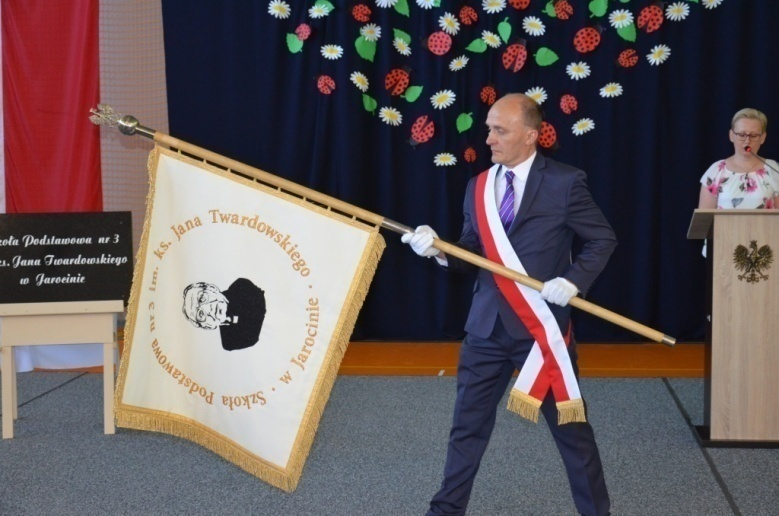 zkoła Podstawowa nr 3
ks. Jana Twardowskiego
w Jarocinie
Szkoła Podstawowa nr 3 im. ks. Jana Twardowskiego ·
w Jarocinie ·